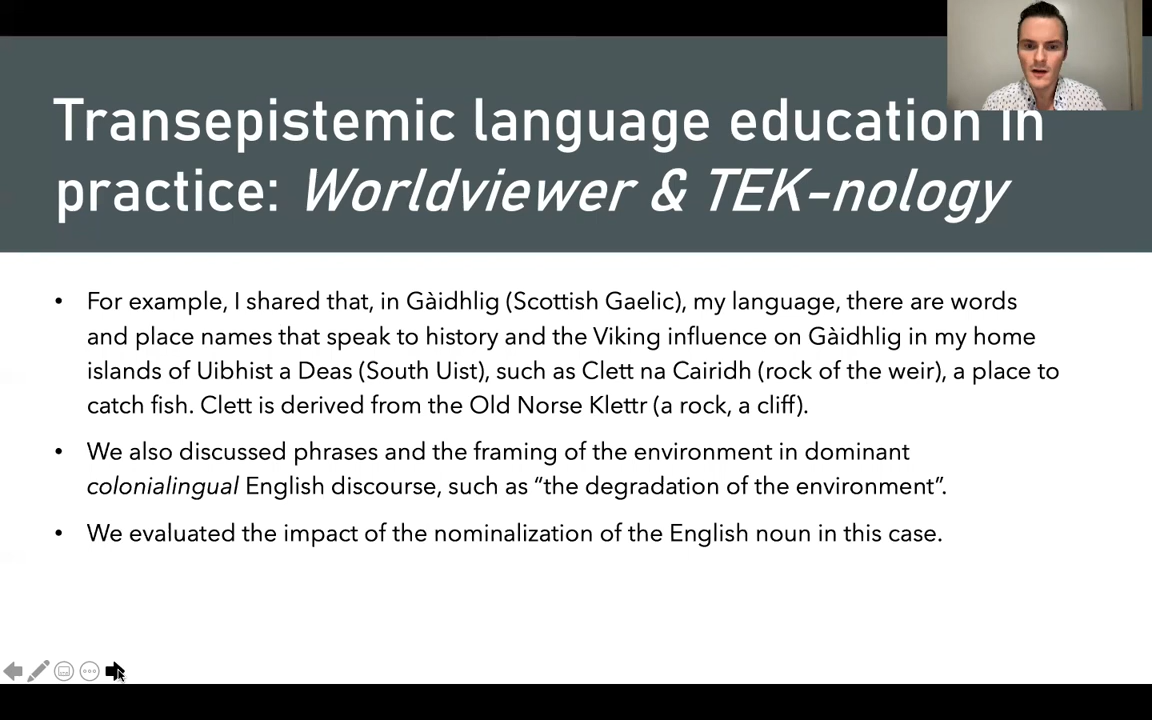 Transepistemic language education in
practice: Worldviewer & TEK-nology
• For example, I shared that, in Gàidhlig (Scottish Gaelic), my language, there are words
and place names that speak to history and the Viking influence on Gàidhlig in my home
islands of Uibhist a Deas (South Uist), such as Clett na Cairidh (rock of the weir), a place to
catch fish. Clett is derived from the Old Norse Klettr (a rock, a cliff).
• We also discussed phrases and the framing of the environment in dominant
colonialingual English discourse, such as “the degradation of the environment”.
• We evaluated the impact of the nominalization of the English noun in this case.